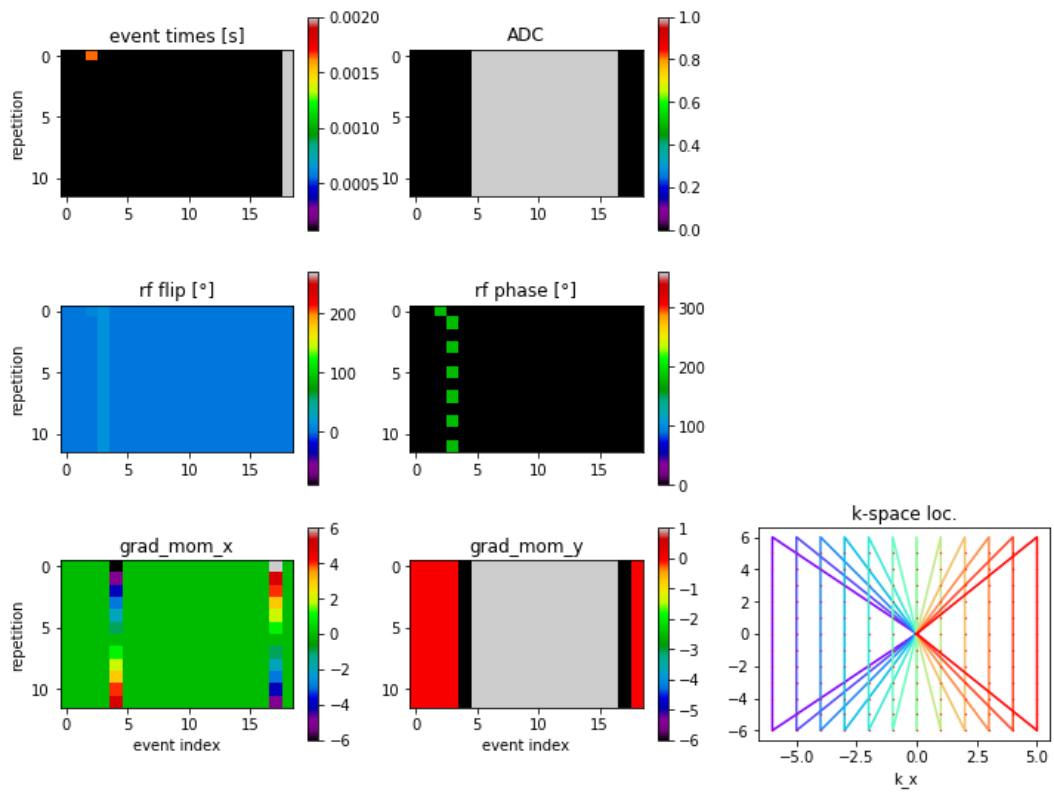 event times [s]
ADC
repetition
0
5
10
0 5 10 15
0.0020
0.0015
0.0010
0.0005
0
5
10
0 5 10 15
1.0
0.8
0.6
0.4
0.2
0.0
rf flip [°]
rf phase [°]
repetition
0
5
10
0 5 10 15
200
100
0
0
5
10
0 5 10 15
300
200
100
0
grad_mom_x
grad_mom_y
k-space loc.
repetition
0
5
10
0 5 10 15
event index
6
4
2
0
−2
−4
−6
0
5
10
0 5 10 15
event index
1
0
−1
−2
−3
−4
−5
−6
6
4
2
0
−2
−4
−6
−5.0 −2.5 0.0 2.5 5.0
k_x